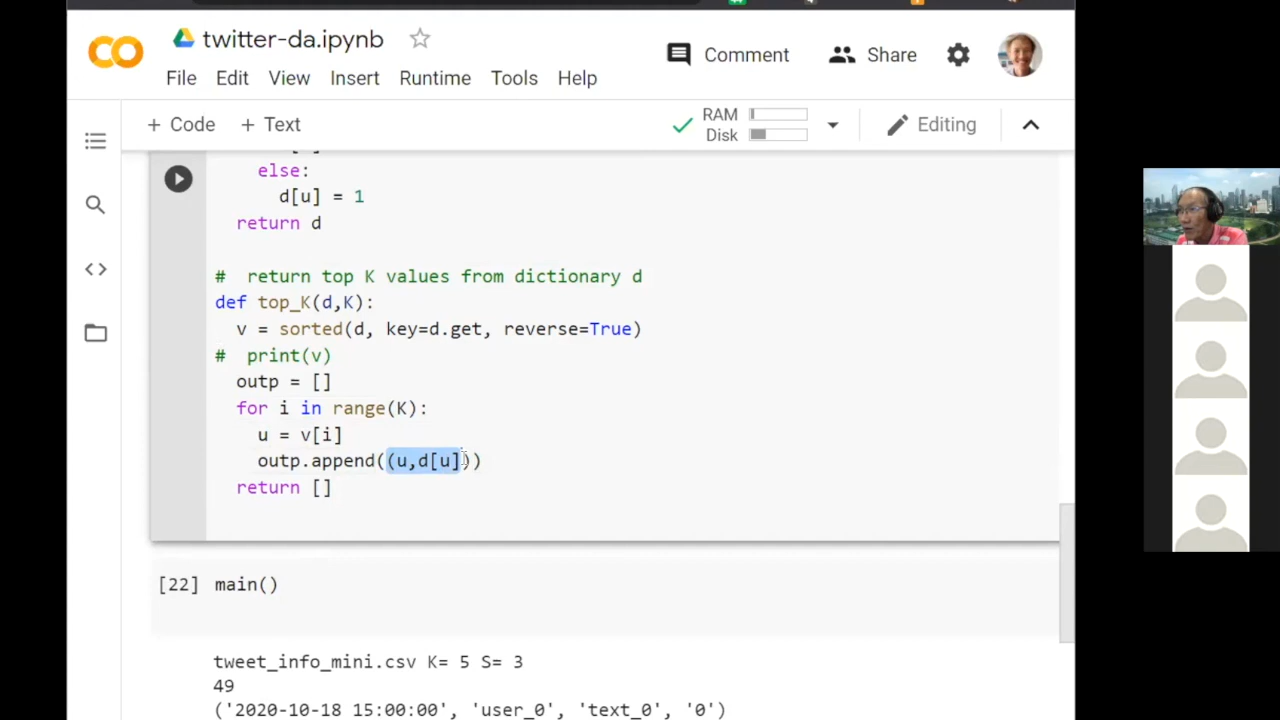 twitter-da.ipynb
Comment
Share
File Edit View Insert Runtime Tools Help
+ Code + Text
RAM
Disk
Editing
else:
d[u] = 1
return d
# return top K values from dictionary d
def top_K(d,K):
v = sorted(d, key=d.get, reverse=True)
# print(v)
outp = []
for i in range(K):
u = v[i]
outp.append((u,d[u]))
return []
[22] main()
tweet_info_mini.csv K= 5 S= 3
49
('2020-10-18 15:00:00', 'user_0', 'text_0', '0')